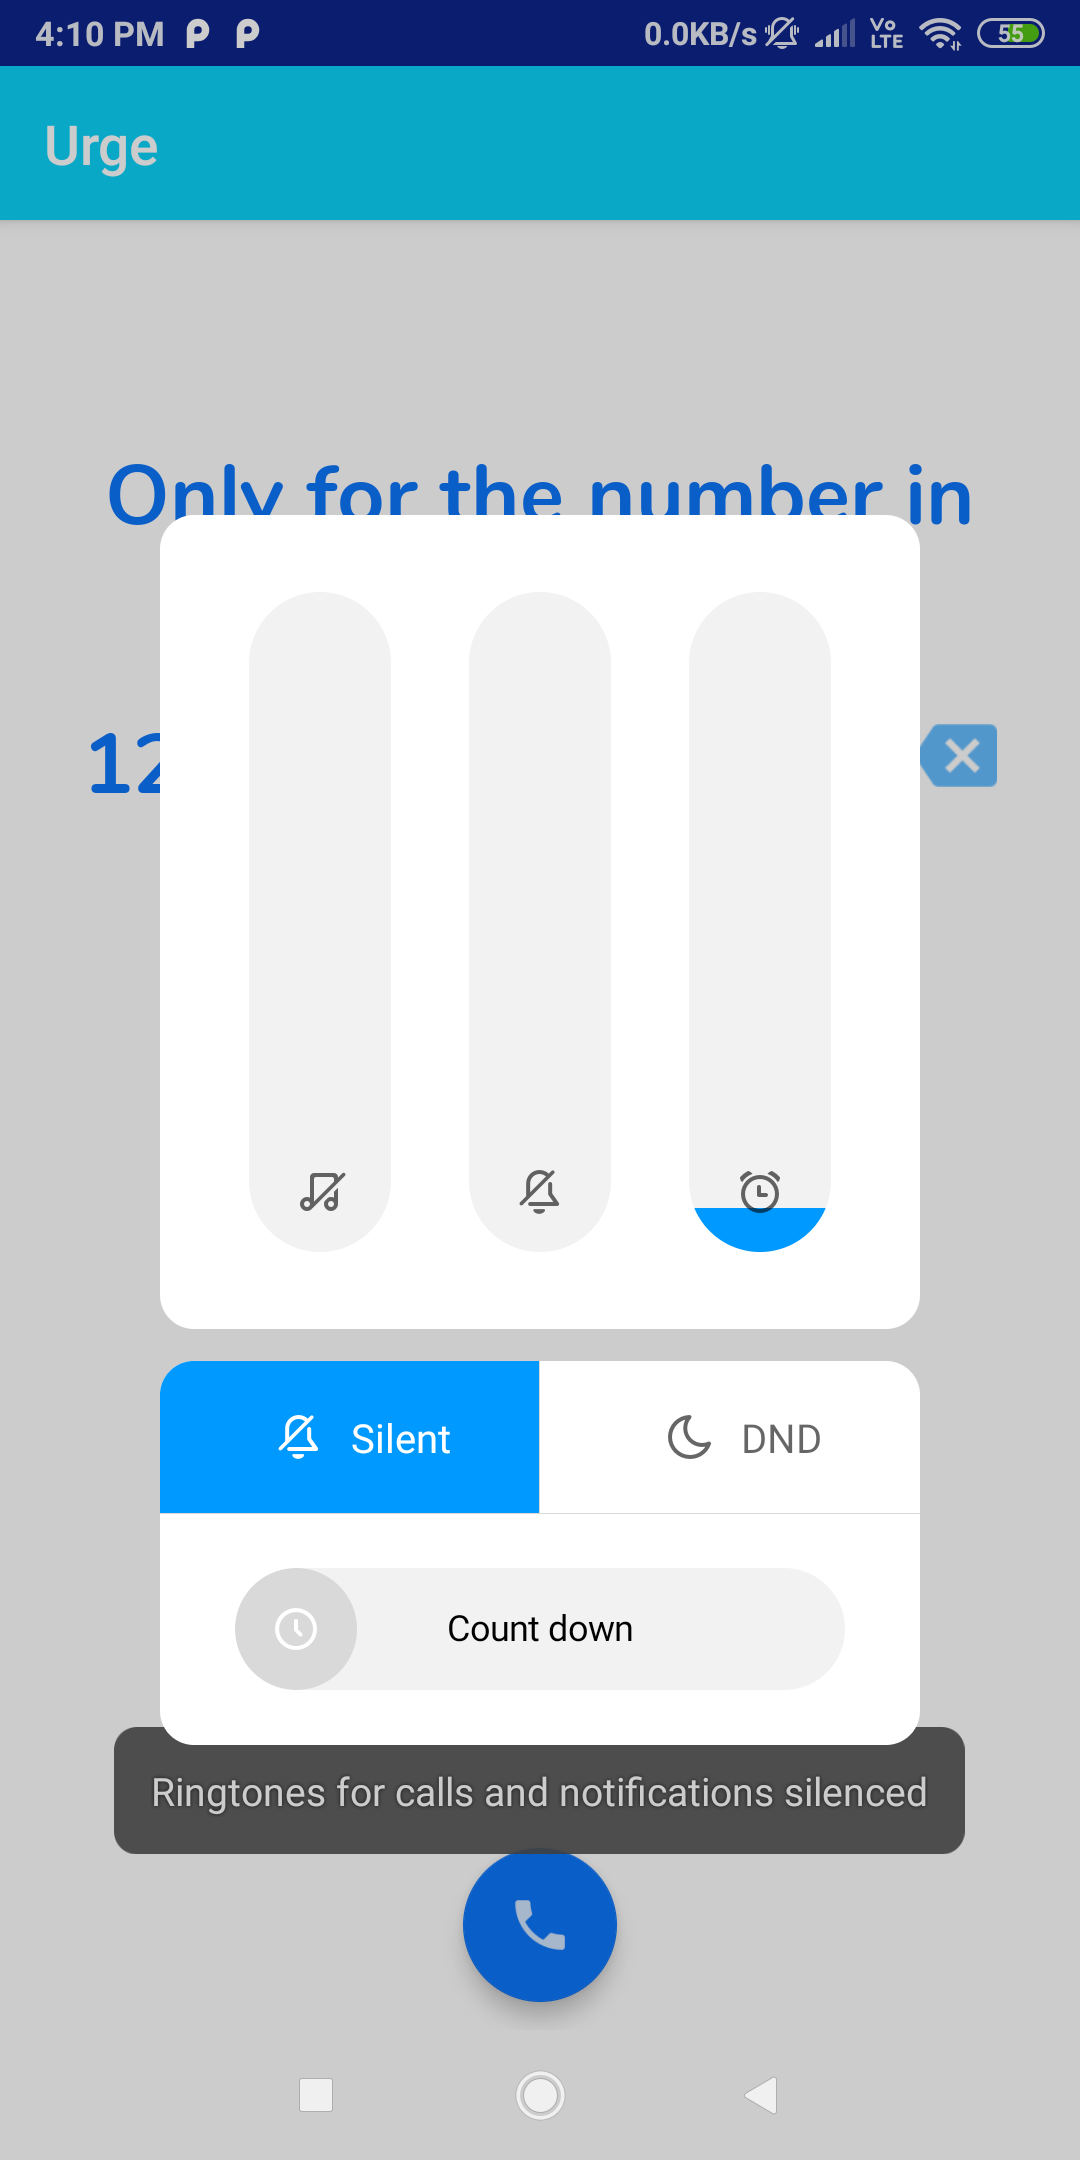 4:10 PM 0.0KB/s Vo LTE 55
Urge
Only for the number in
12
Silent DND
Count down
Ringtones for calls and notifications silenced